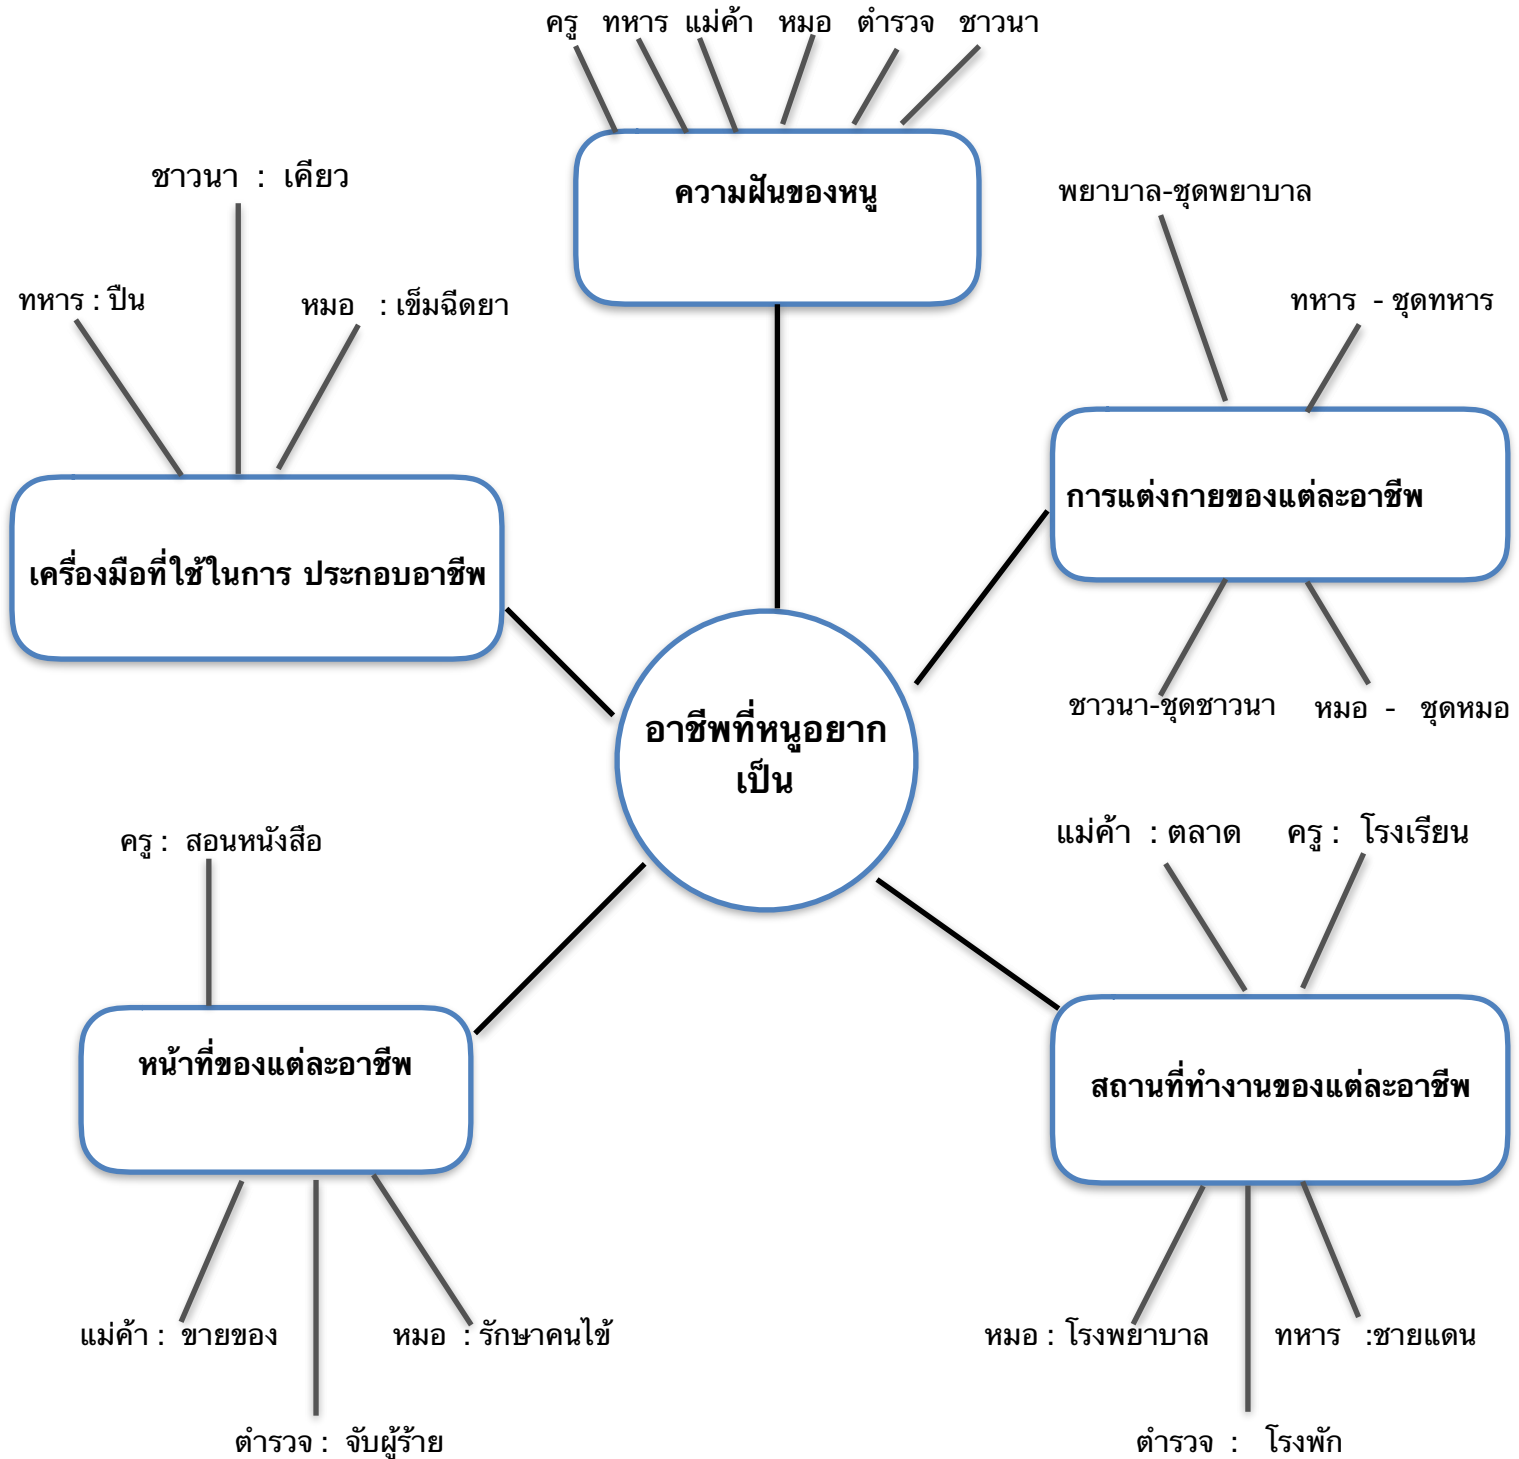 ครู ทหาร แม่ค้า หมอ ตำรวจ ชาวนา
ความฝันของหนู
ชาวนา : เคียว
ทหาร : ปืน
หมอ : เข็มฉีดยา
เครื่องมือที่ใช้ในการ ประกอบอาชีพ
พยาบาล-ชุดพยาบาล
ทหาร - ชุดทหาร
การแต่งกายของแต่ละอาชีพ
ชาวนา-ชุดชาวนา
หมอ - ชุดหมอ
อาชีพที่หนูอยาก
เป็น
ครู : สอนหนังสือ
หน้าที่ของแต่ละอาชีพ
แม่ค้า : ขายของ
หมอ : รักษาคนไข้
ตำรวจ : จับผู้ร้าย
แม่ค้า : ตลาด
ครู : โรงเรียน
สถานที่ทำงานของแต่ละอาชีพ
หมอ : โรงพยาบาล
ทหาร :ชายแดน
ตำรวจ : โรงพัก